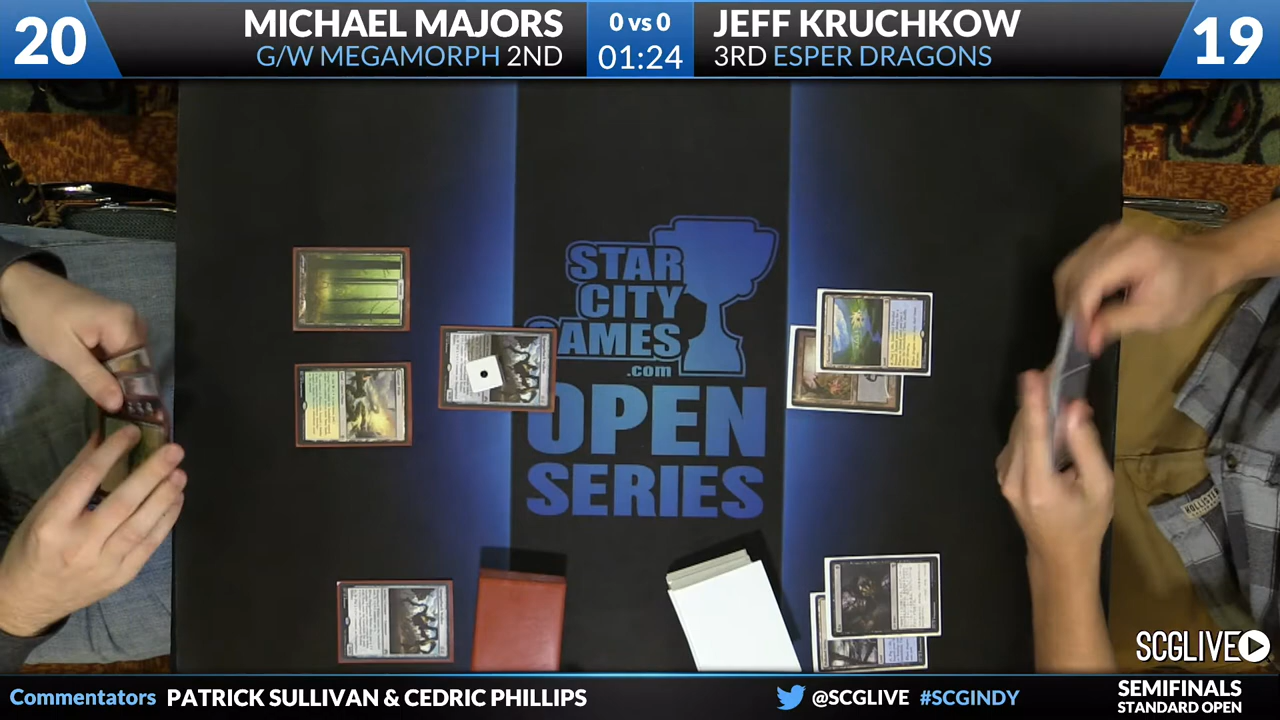 20
MICHAEL MAJORS
G/W MEGAMORPH 2ND
0 vs 0
01:24
JEFF KRUCHKOW
3RD ESPER DRAGONS
19
STAR
CITY
GAMES
.com
OPEN
SERIES
HOLLISTER
SCGLIVE
Commentators PATRICK SULLIVAN & CEDRIC PHILLIPS
@SCGLIVE #SCGINDY
SEMIFINALS
STANDARD OPEN